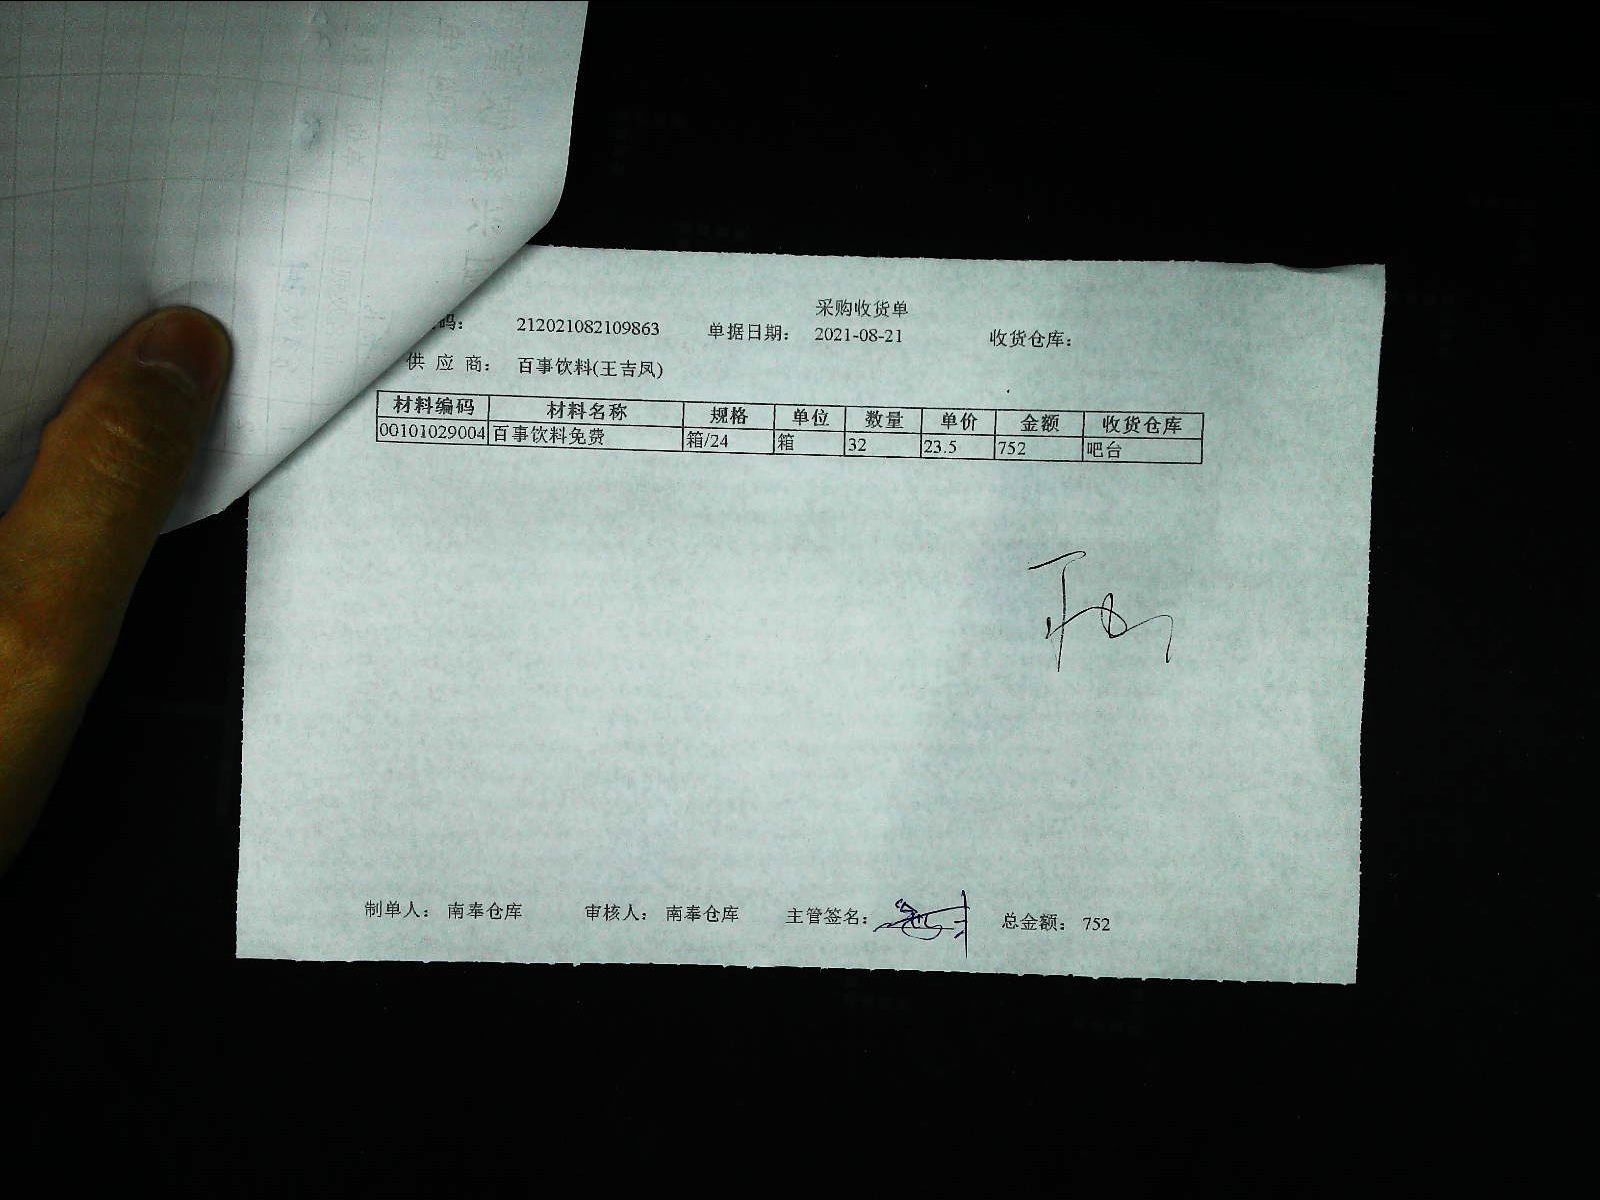 采购收货单
码： 212021082109863 单据日期： 2021-08-21 收货仓库：
供 应 商： 百事饮料(王吉凤)
材料编码 材料名称 规格 单位 数量 单价 金额 收货仓库
00101029004 百事饮料免费 箱/24 箱 32 23.5 752 吧台
制单人： 南奉仓库 审核人： 南奉仓库 主管签名： 总金额： 752